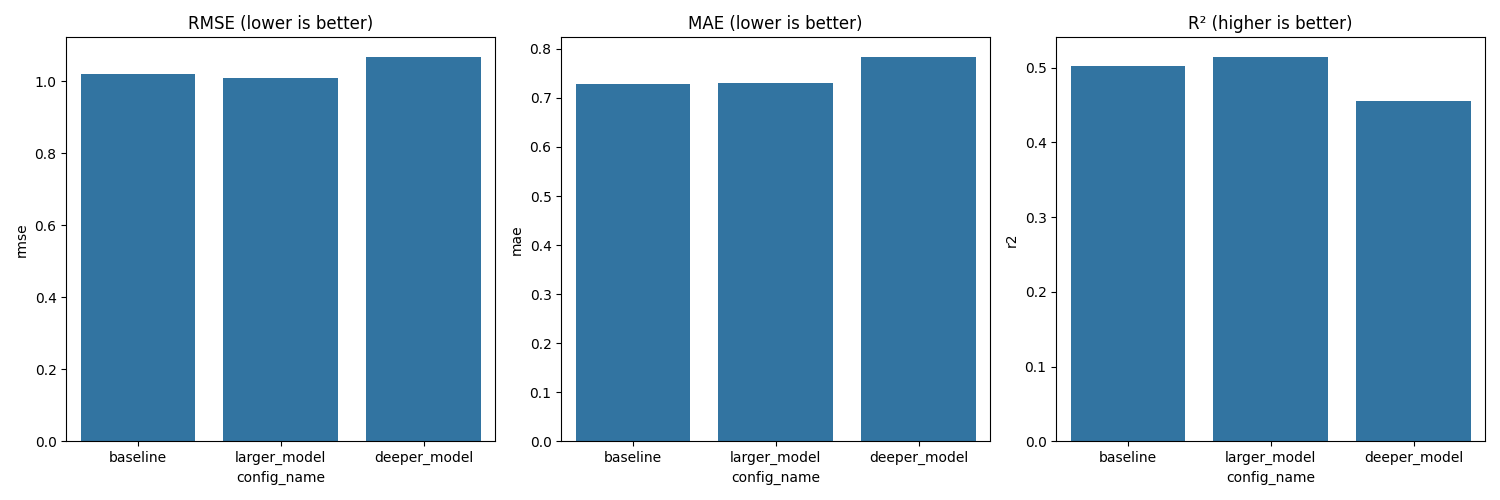 RMSE (lower is better)
1.0
0.8
0.6
0.4
0.2
0.0
rmse
baseline larger_model deeper_model
config_name
MAE (lower is better)
0.8
0.7
0.6
0.5
0.4
0.3
0.2
0.1
0.0
mae
baseline larger_model deeper_model
config_name
R² (higher is better)
0.5
0.4
0.3
0.2
0.1
0.0
r2
baseline larger_model deeper_model
config_name